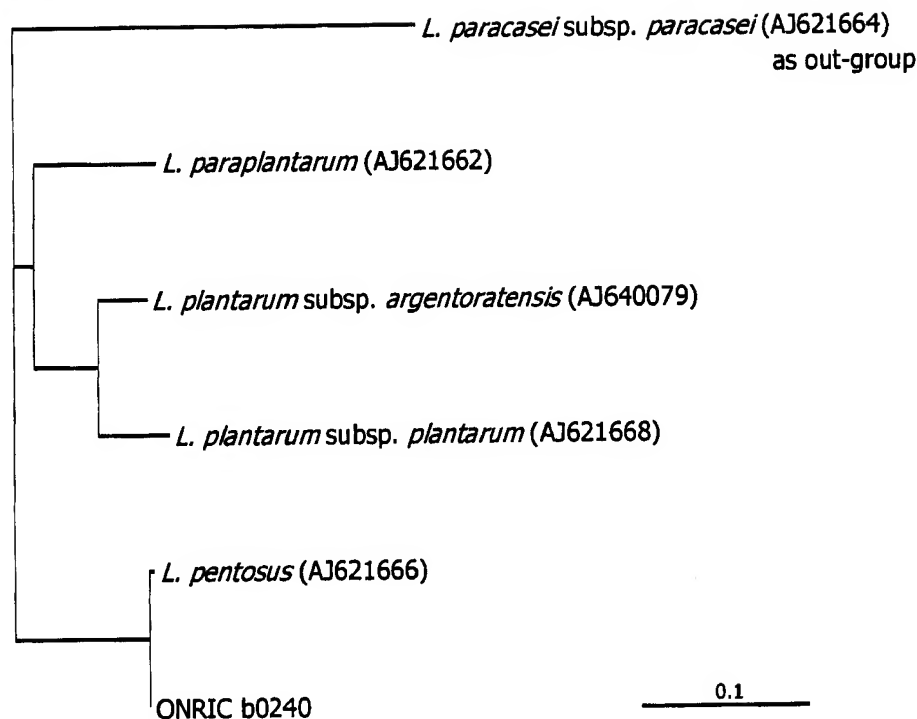 L. paracasei subsp. paracasei (AJ621664)
as out-group
L. paraplantarum (AJ621662)
L. plantarum subsp. argentoratensis (AJ640079)
L. plantarum subsp. plantarum (AJ621668)
L. pentosus (AJ621666)
ONRIC b0240
0.1